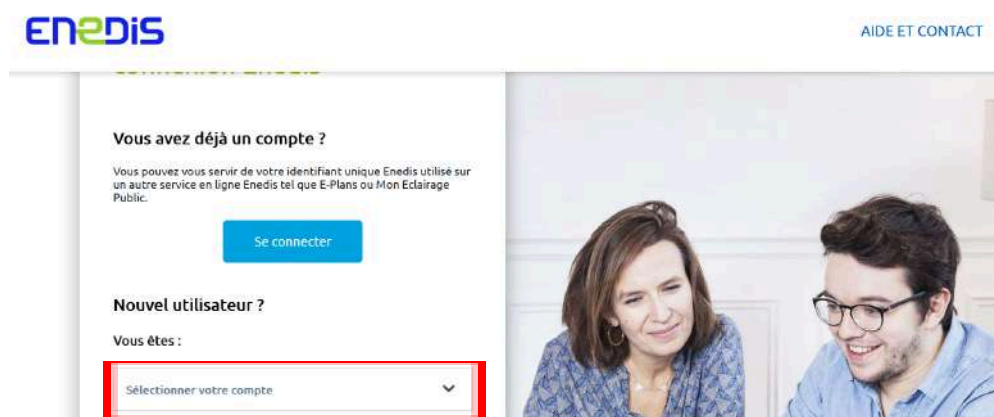 ENEDIS
AIDE ET CONTACT
Connexion Enedis
Vous avez déjà un compte ?
Vous pouvez vous servir de votre identifiant unique Enedis utilisé sur
un autre service en ligne Enedis tel que E-Plans ou Mon Eclairage
Public.
Se connecter
Nouvel utilisateur ?
Vous êtes :
Sélectionner votre compte